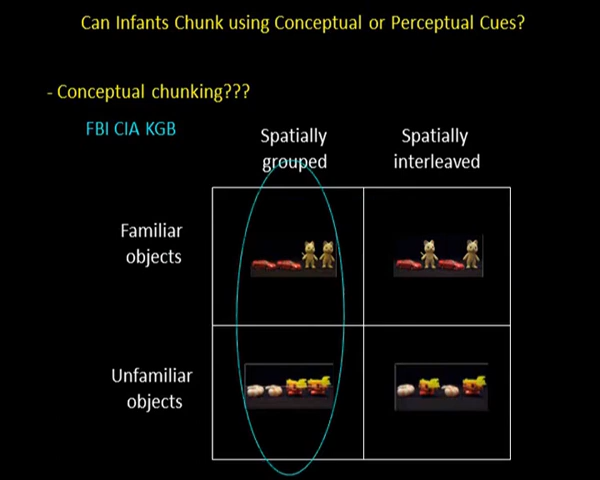 Can Infants Chunk using Conceptual or Perceptual Cues?
- Conceptual chunking???
FBI CIA KGB
Spatially
grouped
Spatially
interleaved
Familiar
objects
Unfamiliar
objects